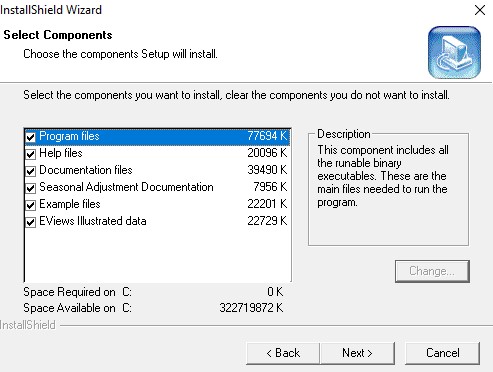 InstallShield Wizard
Select Components
Choose the components Setup will install.
Select the components you want to install, clear the components you do not want to install.
Program files 77694 K
Help files 20096 K
Documentation files 39490 K
Seasonal Adjustment Documentation 7956 K
Example files 22201 K
EViews Illustrated data 22729 K
Description
This component includes all
the runable binary
executables. These are the
main files needed to run the
program.
Change...
Space Required on C: 0 K
Space Available on C: 322719872 K
InstallShield
< Back
Next >
Cancel